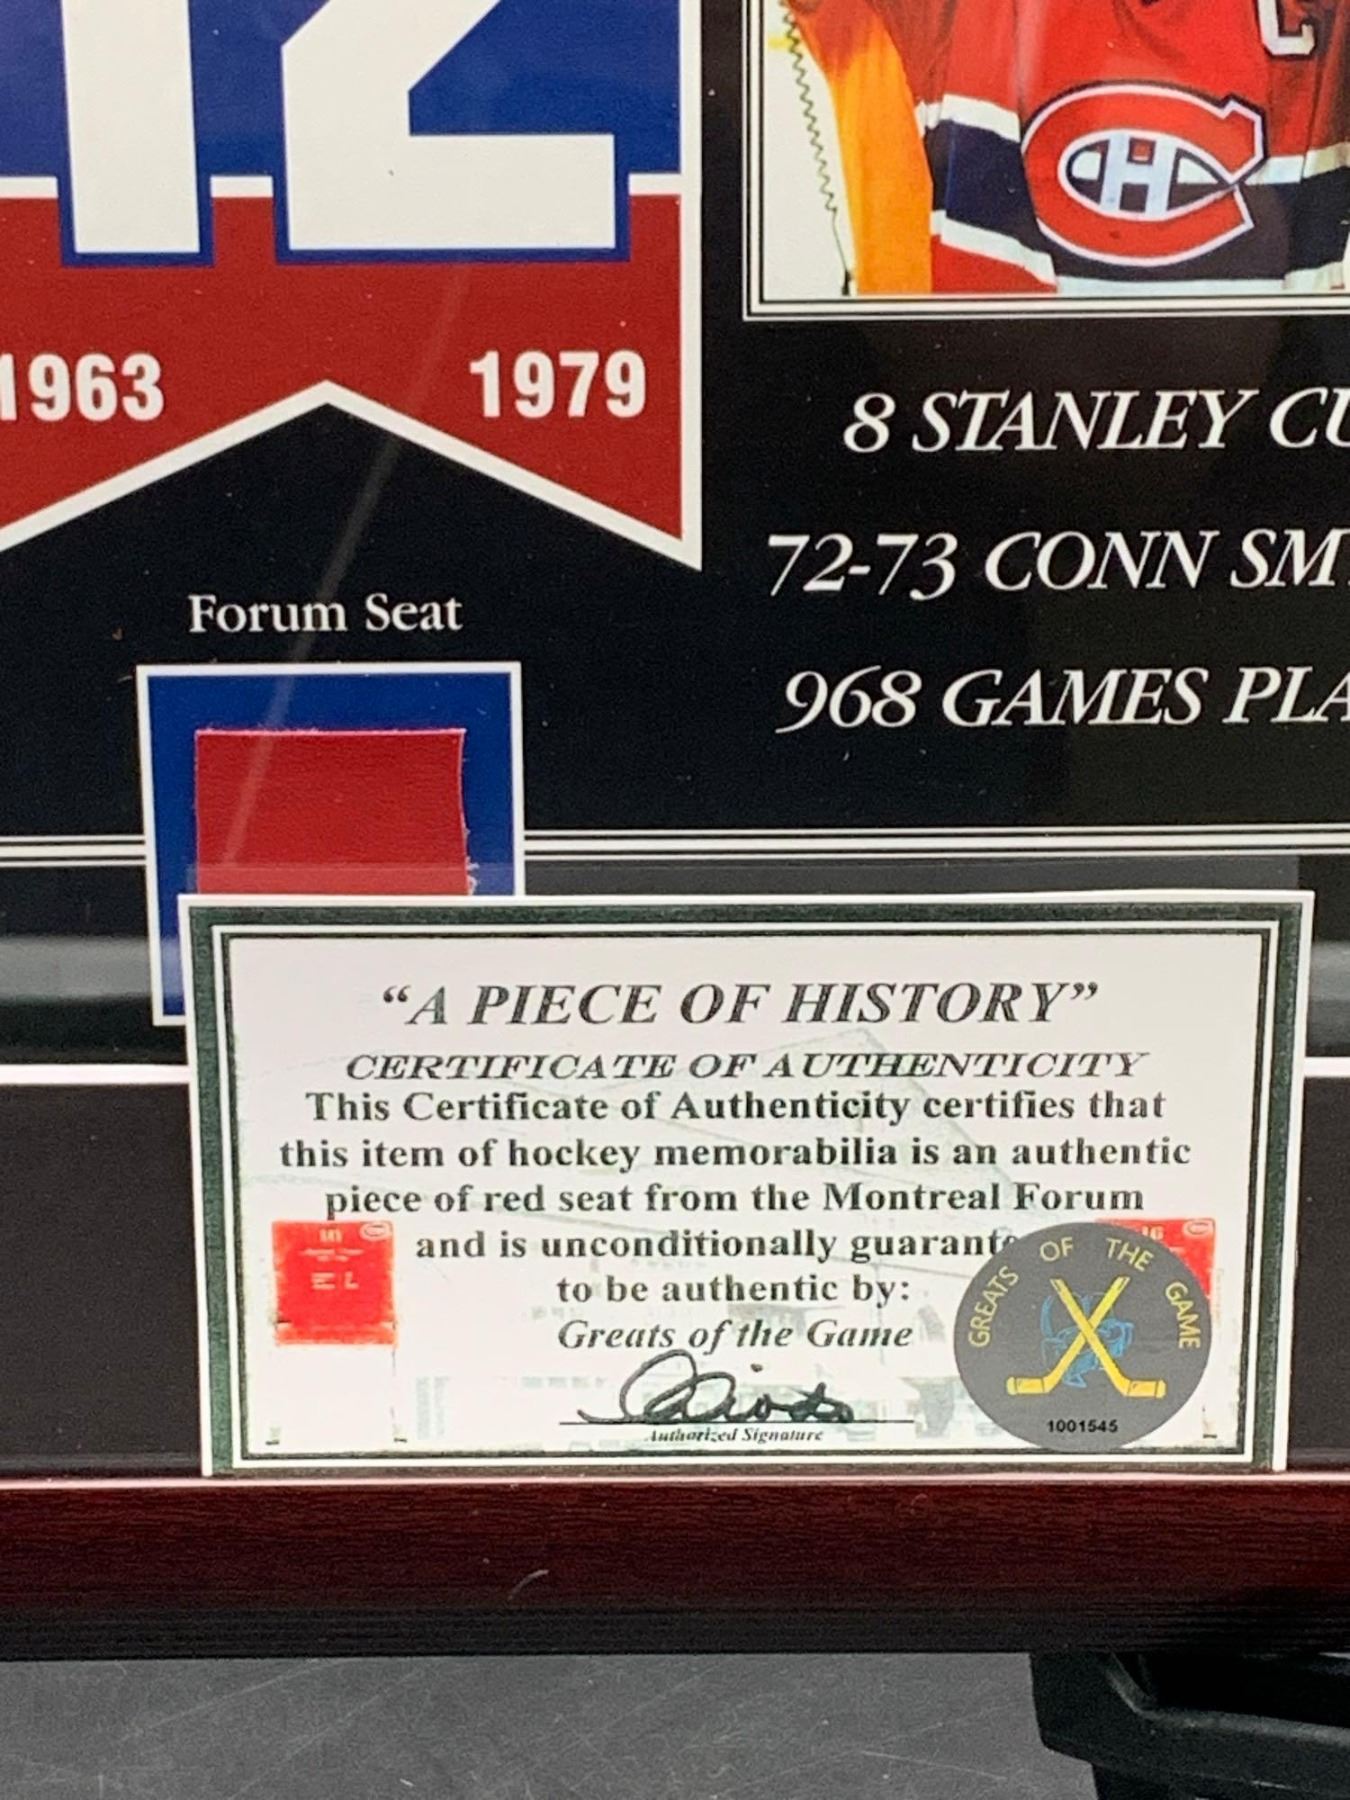 12
1963 1979
C
CH
8 STANLEY CU
72-73 CONN SM
968 GAMES PLA
Forum Seat
“A PIECE OF HISTORY”
CERTIFICATE OF AUTHENTICITY
This Certificate of Authenticity certifies that
this item of hockey memorabilia is an authentic
piece of red seat from the Montreal Forum
and is unconditionally guarante
to be authentic by:
Greats of the Game
Authorized Signature
GREATS OF THE GAME
1001545